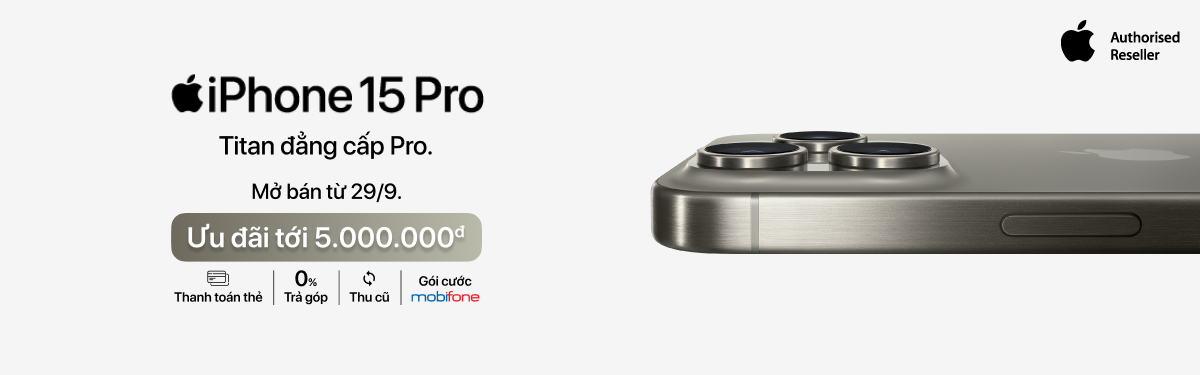 iPhone 15 Pro
Titan đẳng cấp Pro.
Mở bán từ 29/9.
Ưu đãi tới 5.000.000đ
Thanh toán thẻ
0%
Trả góp
Thu cũ
Gói cước
mobifone
Authorised
Reseller